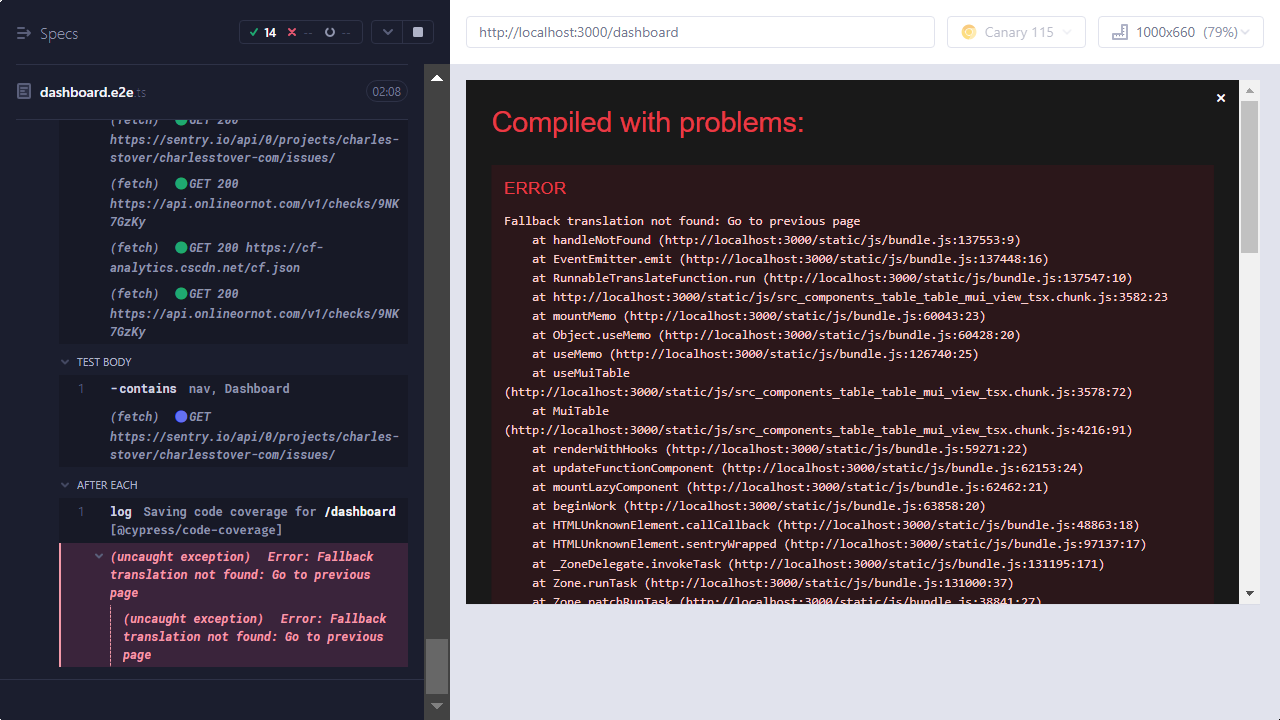 Specs
14
--
--
dashboard.e2e.ts
02:08
(fetch) GET 200
https://sentry.io/api/0/projects/charles-
stover/charlesstover-com/issues/
(fetch) GET 200
https://api.onlineornot.com/v1/checks/9NK
7GzKy
(fetch) GET 200 https://cf-
analytics.cscdn.net/cf.json
(fetch) GET 200
https://api.onlineornot.com/v1/checks/9NK
7GzKy
TEST BODY
1 -contains nav, Dashboard
(fetch) GET
https://sentry.io/api/0/projects/charles-
stover/charlesstover-com/issues/
AFTER EACH
1 log Saving code coverage for /dashboard
[@cypress/code-coverage]
(uncaught exception) Error: Fallback
translation not found: Go to previous
page
(uncaught exception) Error: Fallback
translation not found: Go to previous
page
http://localhost:3000/dashboard
Canary 115
1000x660 (79%)
Compiled with problems:
×
ERROR
Fallback translation not found: Go to previous page
at handleNotFound (http://localhost:3000/static/js/bundle.js:137553:9)
at EventEmitter.emit (http://localhost:3000/static/js/bundle.js:137448:16)
at RunnableTranslateFunction.run (http://localhost:3000/static/js/bundle.js:137547:10)
at http://localhost:3000/static/js/src_components_table_table_mui_view_tsx.chunk.js:3582:23
at mountMemo (http://localhost:3000/static/js/bundle.js:60043:23)
at Object.useMemo (http://localhost:3000/static/js/bundle.js:60428:20)
at useMemo (http://localhost:3000/static/js/bundle.js:126740:25)
at useMuiTable
(http://localhost:3000/static/js/src_components_table_table_mui_view_tsx.chunk.js:3578:72)
at MuiTable
(http://localhost:3000/static/js/src_components_table_table_mui_view_tsx.chunk.js:4216:91)
at renderWithHooks (http://localhost:3000/static/js/bundle.js:59271:22)
at updateFunctionComponent (http://localhost:3000/static/js/bundle.js:62153:24)
at mountLazyComponent (http://localhost:3000/static/js/bundle.js:62462:21)
at beginWork (http://localhost:3000/static/js/bundle.js:63858:20)
at HTMLUnknownElement.callCallback (http://localhost:3000/static/js/bundle.js:48863:18)
at HTMLUnknownElement.sentryWrapped (http://localhost:3000/static/js/bundle.js:97137:17)
at _ZoneDelegate.invokeTask (http://localhost:3000/static/js/bundle.js:131195:171)
at Zone.runTask (http://localhost:3000/static/js/bundle.js:131000:37)
at Zone.patchRunTask (http://localhost:3000/static/js/bundle.js:38841:27)